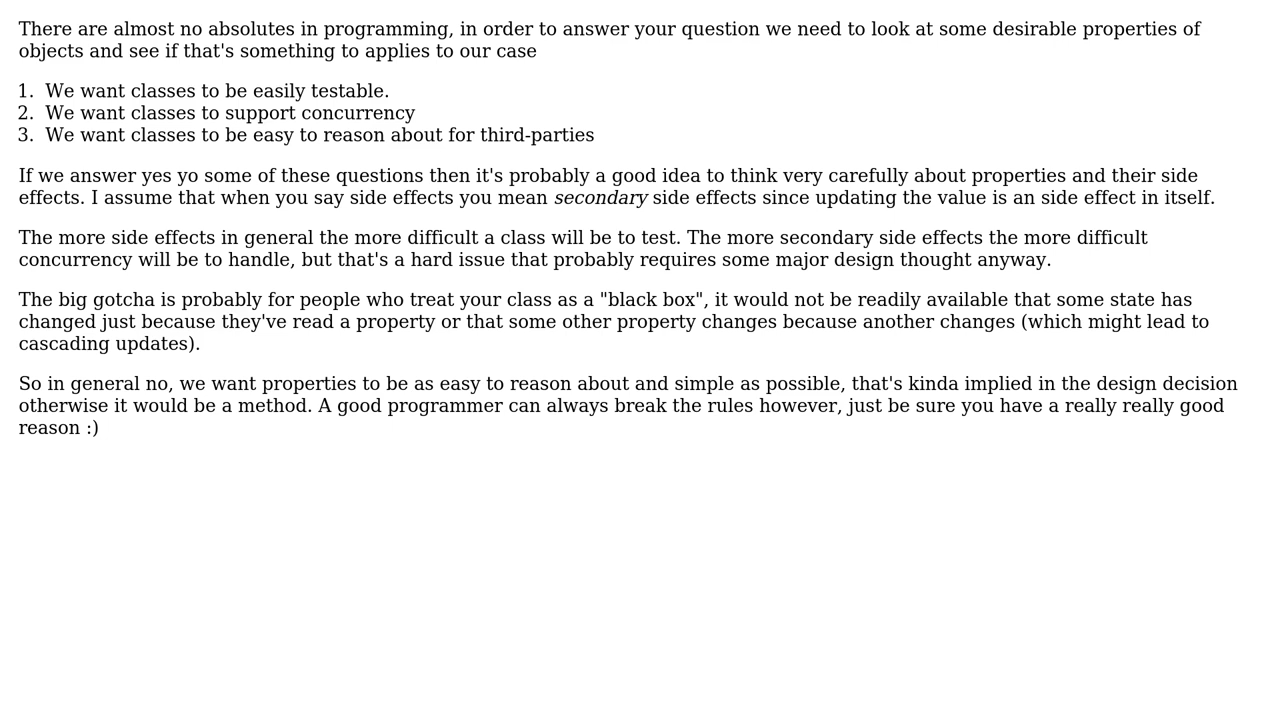 There are almost no absolutes in programming, in order to answer your question we need to look at some desirable properties of
objects and see if that's something to applies to our case
1. We want classes to be easily testable.
2. We want classes to support concurrency
3. We want classes to be easy to reason about for third-parties
If we answer yes yo some of these questions then it's probably a good idea to think very carefully about properties and their side
effects. I assume that when you say side effects you mean secondary side effects since updating the value is an side effect in itself.
The more side effects in general the more difficult a class will be to test. The more secondary side effects the more difficult
concurrency will be to handle, but that's a hard issue that probably requires some major design thought anyway.
The big gotcha is probably for people who treat your class as a "black box", it would not be readily available that some state has
changed just because they've read a property or that some other property changes because another changes (which might lead to
cascading updates).
So in general no, we want properties to be as easy to reason about and simple as possible, that's kinda implied in the design decision
otherwise it would be a method. A good programmer can always break the rules however, just be sure you have a really really good
reason :)